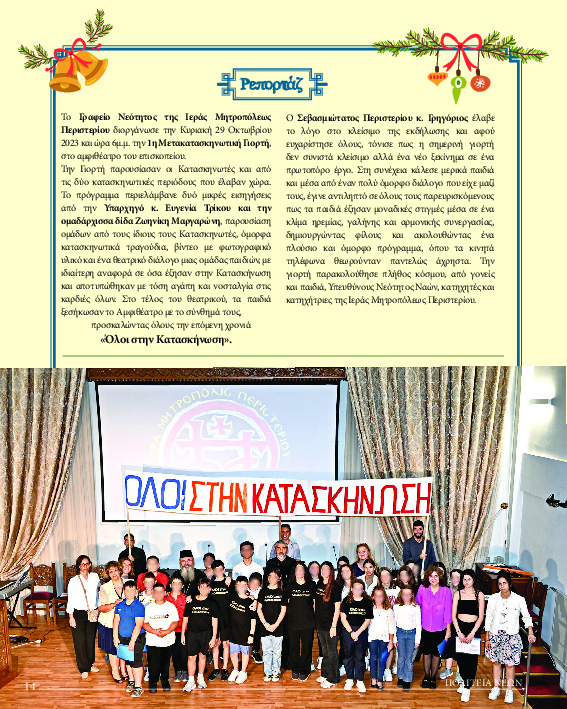 Ρεπορτάζ
Το Γραφείο Νεότητος της Ιεράς Μητροπόλεως
Περιστερίου διοργάνωσε την Κυριακή 29 Οκτωβρίου
2023 και ώρα 6μ.μ. την 1η Μετακατασκηνωτική Γιορτή,
στο αμφιθέατρο του επισκοπείου.
Την Γιορτή παρουσίασαν οι Κατασκηνωτές και από
τις δύο κατασκηνωτικές περιόδους που έλαβαν χώρα.
Το πρόγραμμα περιελάμβανε δυο μικρές εισηγήσεις
από την Υπαρχηγό κ. Ευγενία Τρίκου και την
ομαδάρχισσα δίδα Ζωηνίκη Μαργαρώνη, παρουσίαση
ομάδων από τους ίδιους τους Κατασκηνωτές, όμορφα
κατασκηνωτικά τραγούδια, βίντεο με φωτογραφικό
υλικό και ένα θεατρικό διάλογο μιας ομάδας παιδιών, με
ιδιαίτερη αναφορά σε όσα έζησαν στην Κατασκήνωση
και αποτυπώθηκαν με τόση αγάπη και νοσταλγία στις
καρδιές όλων. Στο τέλος του θεατρικού, τα παιδιά
ξεσήκωσαν το Αμφιθέατρο με το σύνθημά τους,
προσκαλώντας όλους την επόμενη χρονιά
«Όλοι στην Κατασκήνωση».
Ο Σεβασμιώτατος Περιστερίου κ. Γρηγόριος έλαβε
το λόγο στο κλείσιμο της εκδήλωσης και αφού
ευχαρίστησε όλους, τόνισε πως η σημερινή γιορτή
δεν συνιστά κλείσιμο αλλά ένα νέο ξεκίνημα σε ένα
πρωτοπόρο έργο. Στη συνέχεια κάλεσε μερικά παιδιά
και μέσα από έναν πολύ όμορφο διάλογο που είχε μαζί
τους, έγινε αντιληπτό σε όλους τους παρευρισκόμενους
πως τα παιδιά έζησαν μοναδικές στιγμές μέσα σε ένα
κλίμα ηρεμίας, γαλήνης και αρμονικής συνεργασίας,
δημιουργώντας φίλους και ακολουθώντας ένα
πλούσιο και όμορφο πρόγραμμα, όπου τα κινητά
τηλέφωνα θεωρούνταν παντελώς άχρηστα. Την
γιορτή παρακολούθησε πλήθος κόσμου, από γονείς
και παιδιά, Υπευθύνους Νεότητος Ναών, κατηχητές και
κατηχήτριες της Ιεράς Μητροπόλεως Περιστερίου.
ΙΕΡΑ ΜΗΤΡΟΠΟΛΙΣ ΠΕΡΙΣΤΕΡΙΟΥ
ΟΛΟΙ ΣΤΗΝ ΚΑΤΑΣΚΗΝΩΣΗ
14
ΠΟΛΙΤΕΙΑ ΝΕΩΝ